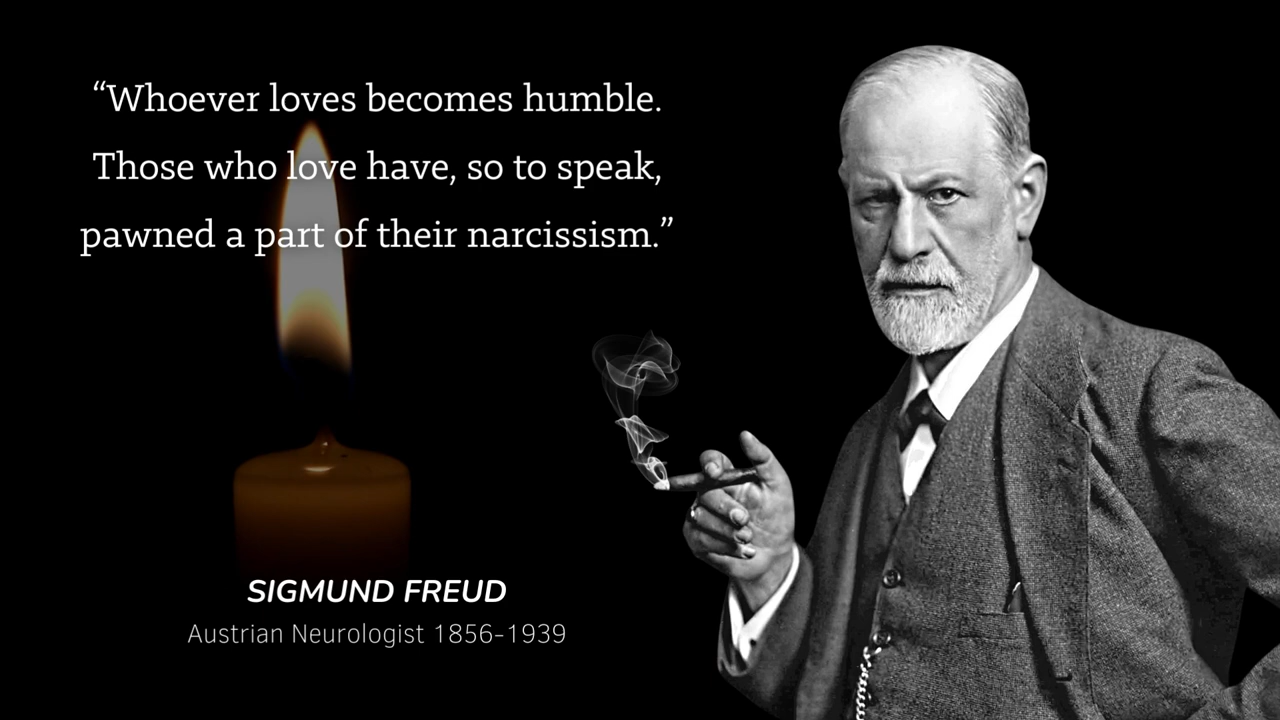 “Whoever loves becomes humble.
Those who love have, so to speak,
pawned a part of their narcissism.”
SIGMUND FREUD
Austrian Neurologist 1856-1939